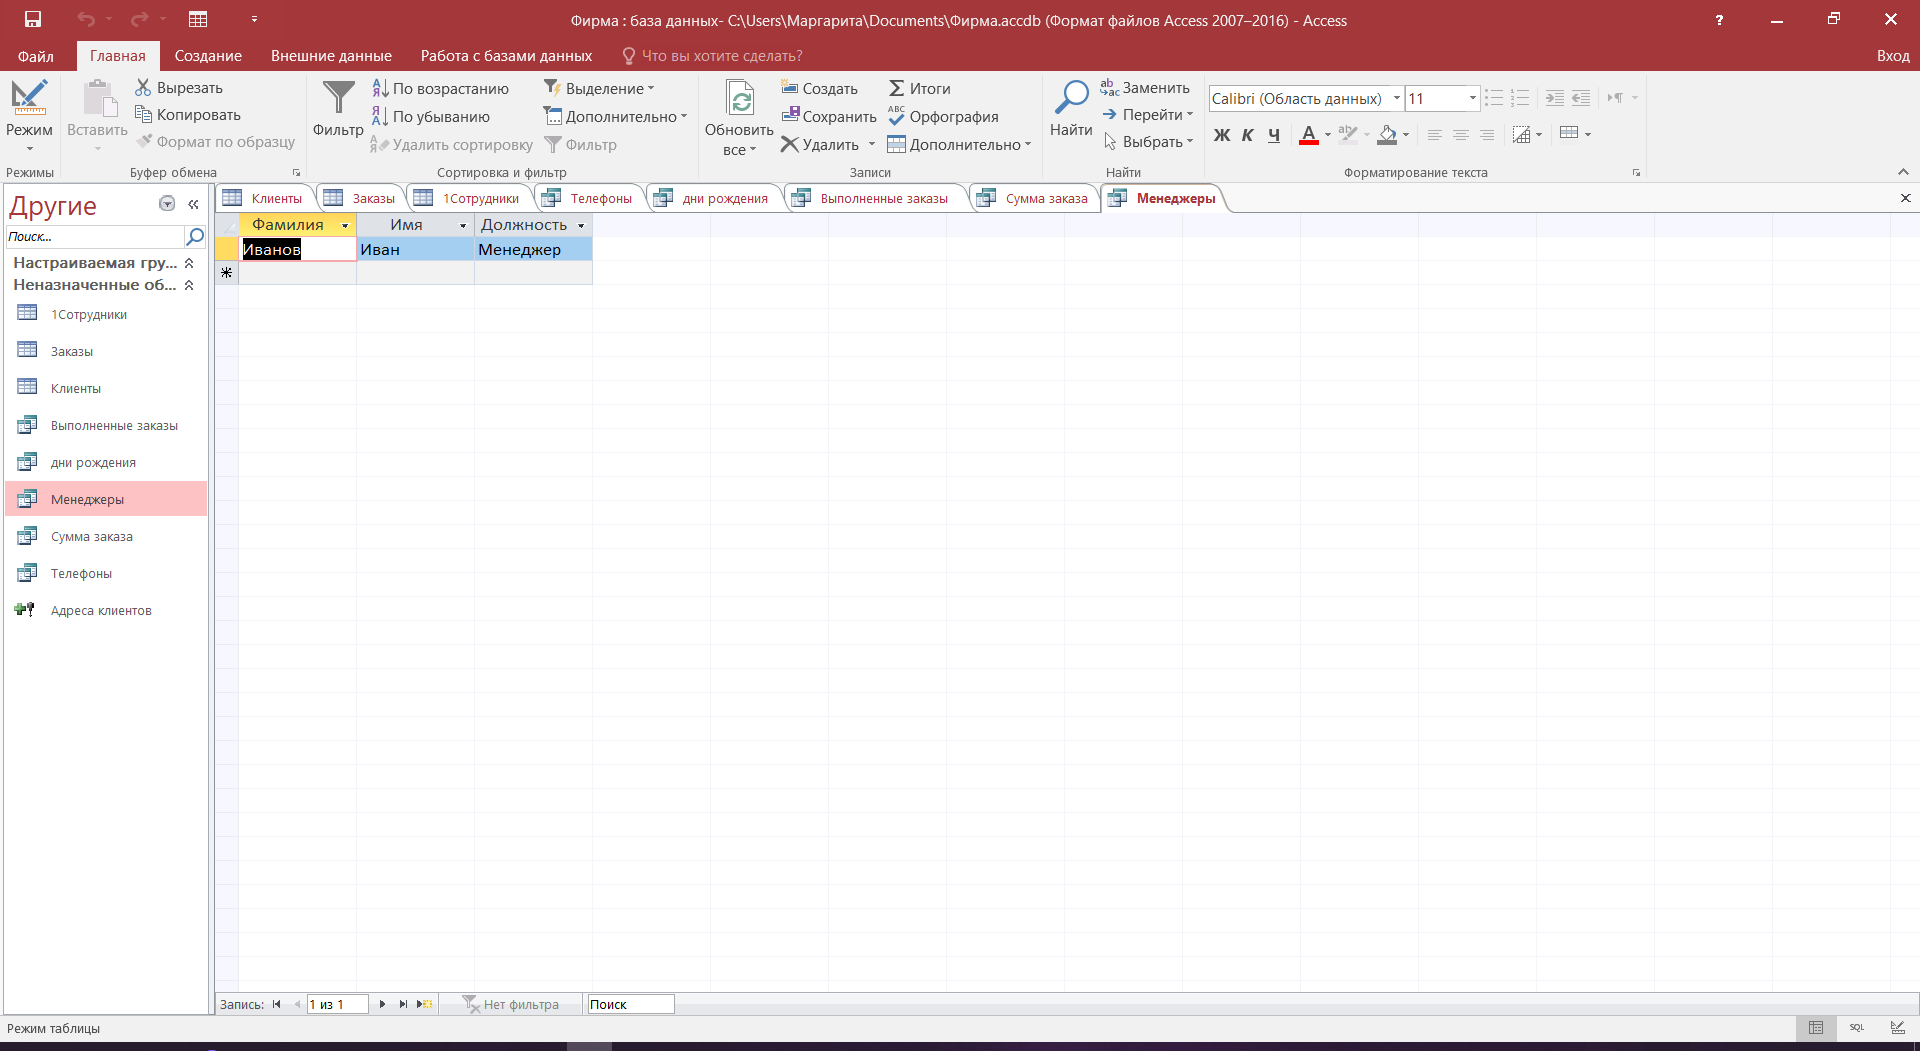 Фирма : база данных- C:\Users\Маргарита\Documents\Фирма.accdb (Формат файлов Access 2007–2016) - Access
?
Файл Главная Создание Внешние данные Работа с базами данных Что вы хотите сделать? Вход
Режим
Режимы
Вставить
Вырезать
Копировать
Формат по образцу
Буфер обмена
Фильтр
По возрастанию
По убыванию
Удалить сортировку
Выделение
Дополнительно
Фильтр
Сортировка и фильтр
Обновить
все
Создать
Сохранить
Удалить
Итоги
Орфография
Дополнительно
Записи
Найти
Заменить
Перейти
Выбрать
Найти
Calibri (Область данных) 11
Ж К Ч A
Форматирование текста
Другие
Поиск...
Настраиваемая гру...
Неназначенные об...
1Сотрудники
Заказы
Клиенты
Выполненные заказы
дни рождения
Менеджеры
Сумма заказа
Телефоны
Адреса клиентов
Клиенты Заказы 1Сотрудники Телефоны дни рождения Выполненные заказы Сумма заказа Менеджеры
Фамилия Имя Должность
Иванов Иван Менеджер
Запись: 1 из 1 Нет фильтра Поиск
Режим таблицы SQL